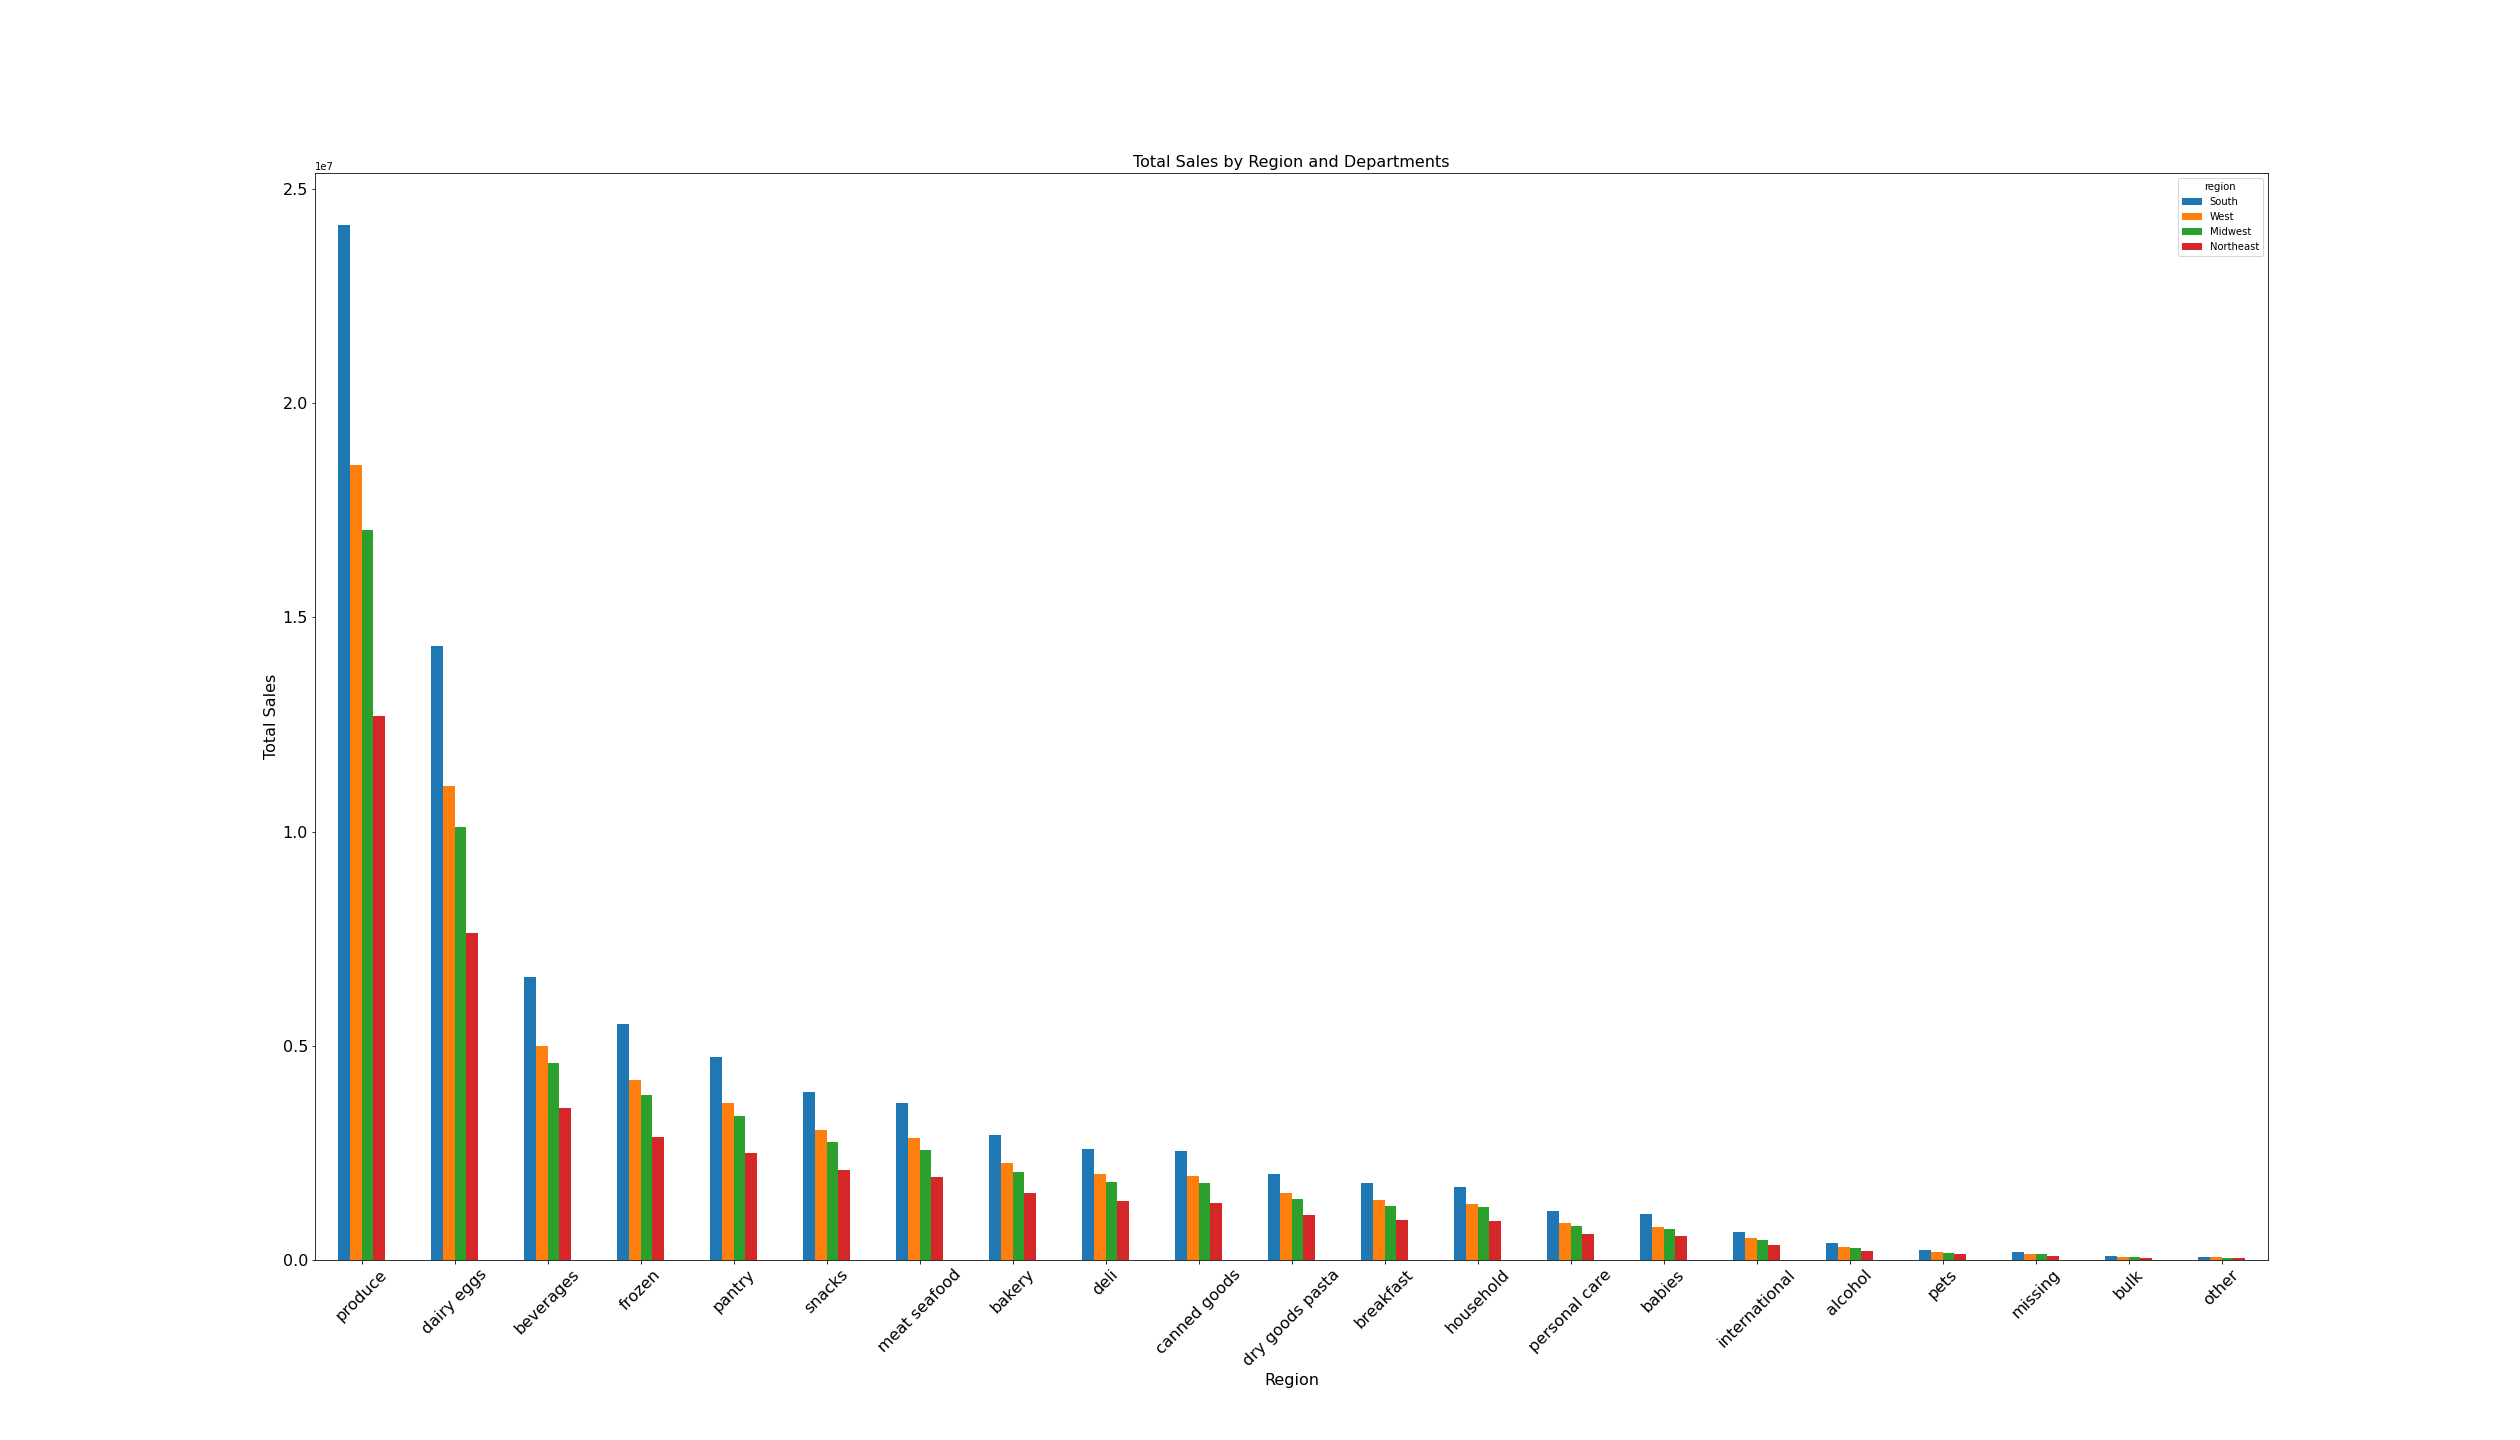 Total Sales by Region and Departments
1e7
2.5
2.0
1.5
1.0
0.5
0.0
Total Sales
region
South
West
Midwest
Northeast
produce
dairy eggs
beverages
frozen
pantry
snacks
meat seafood
bakery
deli
canned goods
dry goods pasta
breakfast
household
personal care
babies
international
alcohol
pets
missing
bulk
other
Region